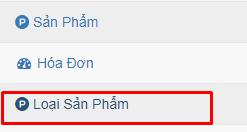 Sản Phẩm
Hóa Đơn
Loại Sản Phẩm